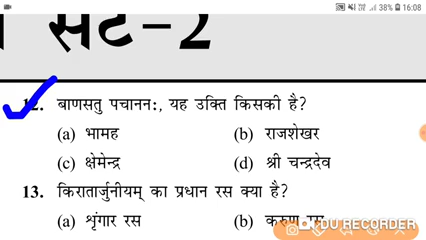 16:08
38%
सेट-2
12. बाणसतु पचाननः, यह उक्ति किसकी है?
(a) भामह (b) राजशेखर
(c) क्षेमेन्द्र (d) श्री चन्द्रदेव
13. किरातार्जुनीयम् का प्रधान रस क्या है?
(a) शृंगार रस (b) करुण रस
DU RECORDER